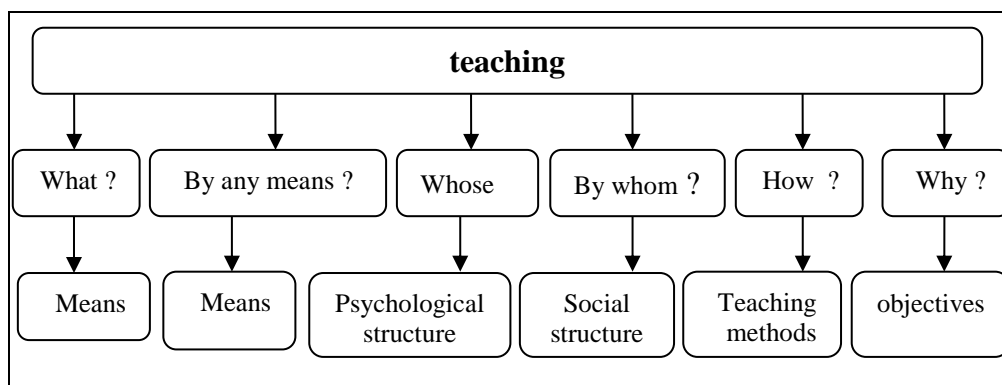 teaching
What ?
By any means ?
Whose
By whom ?
How ?
Why ?
Means
Means
Psychological
structure
Social
structure
Teaching
methods
objectives